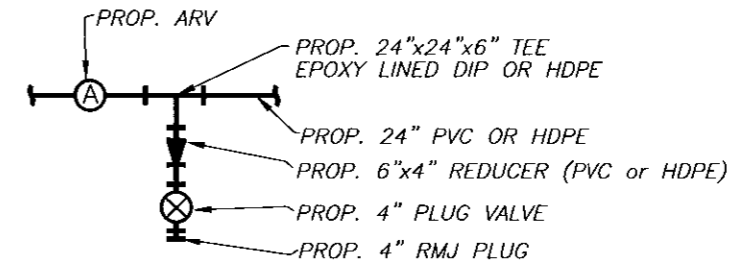 PROP. ARV
PROP. 24"x24"x6" TEE
EPOXY LINED DIP OR HDPE
A
PROP. 24" PVC OR HDPE
PROP. 6"x4" REDUCER (PVC or HDPE)
PROP. 4" PLUG VALVE
PROP. 4" RMJ PLUG